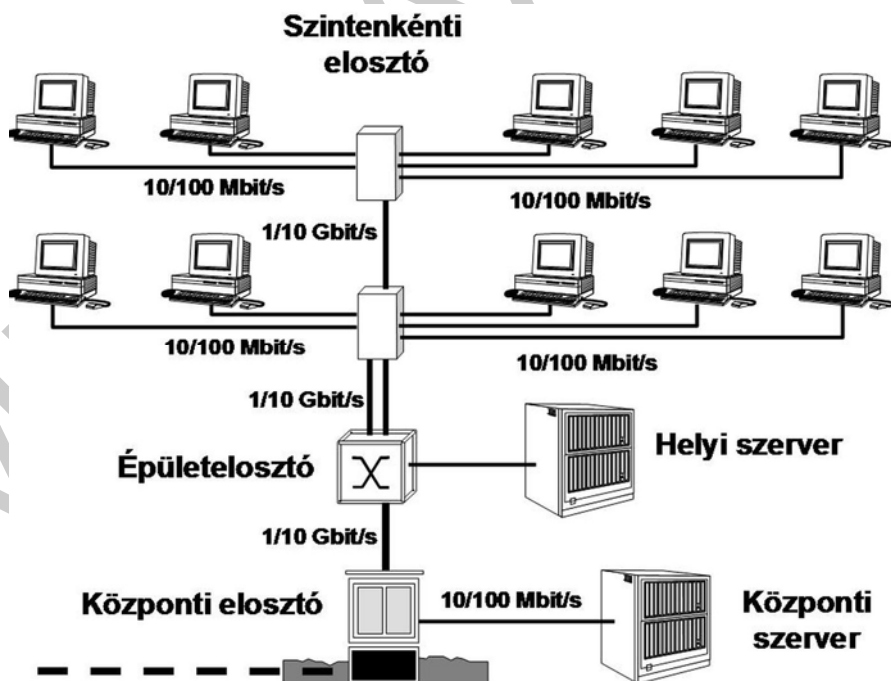 Szintenkénti
elosztó
10/100 Mbit/s
10/100 Mbit/s
1/10 Gbit/s
10/100 Mbit/s
10/100 Mbit/s
1/10 Gbit/s
Helyi szerver
Épületelosztó
1/10 Gbit/s
Központi elosztó
10/100 Mbit/s
Központi
szerver